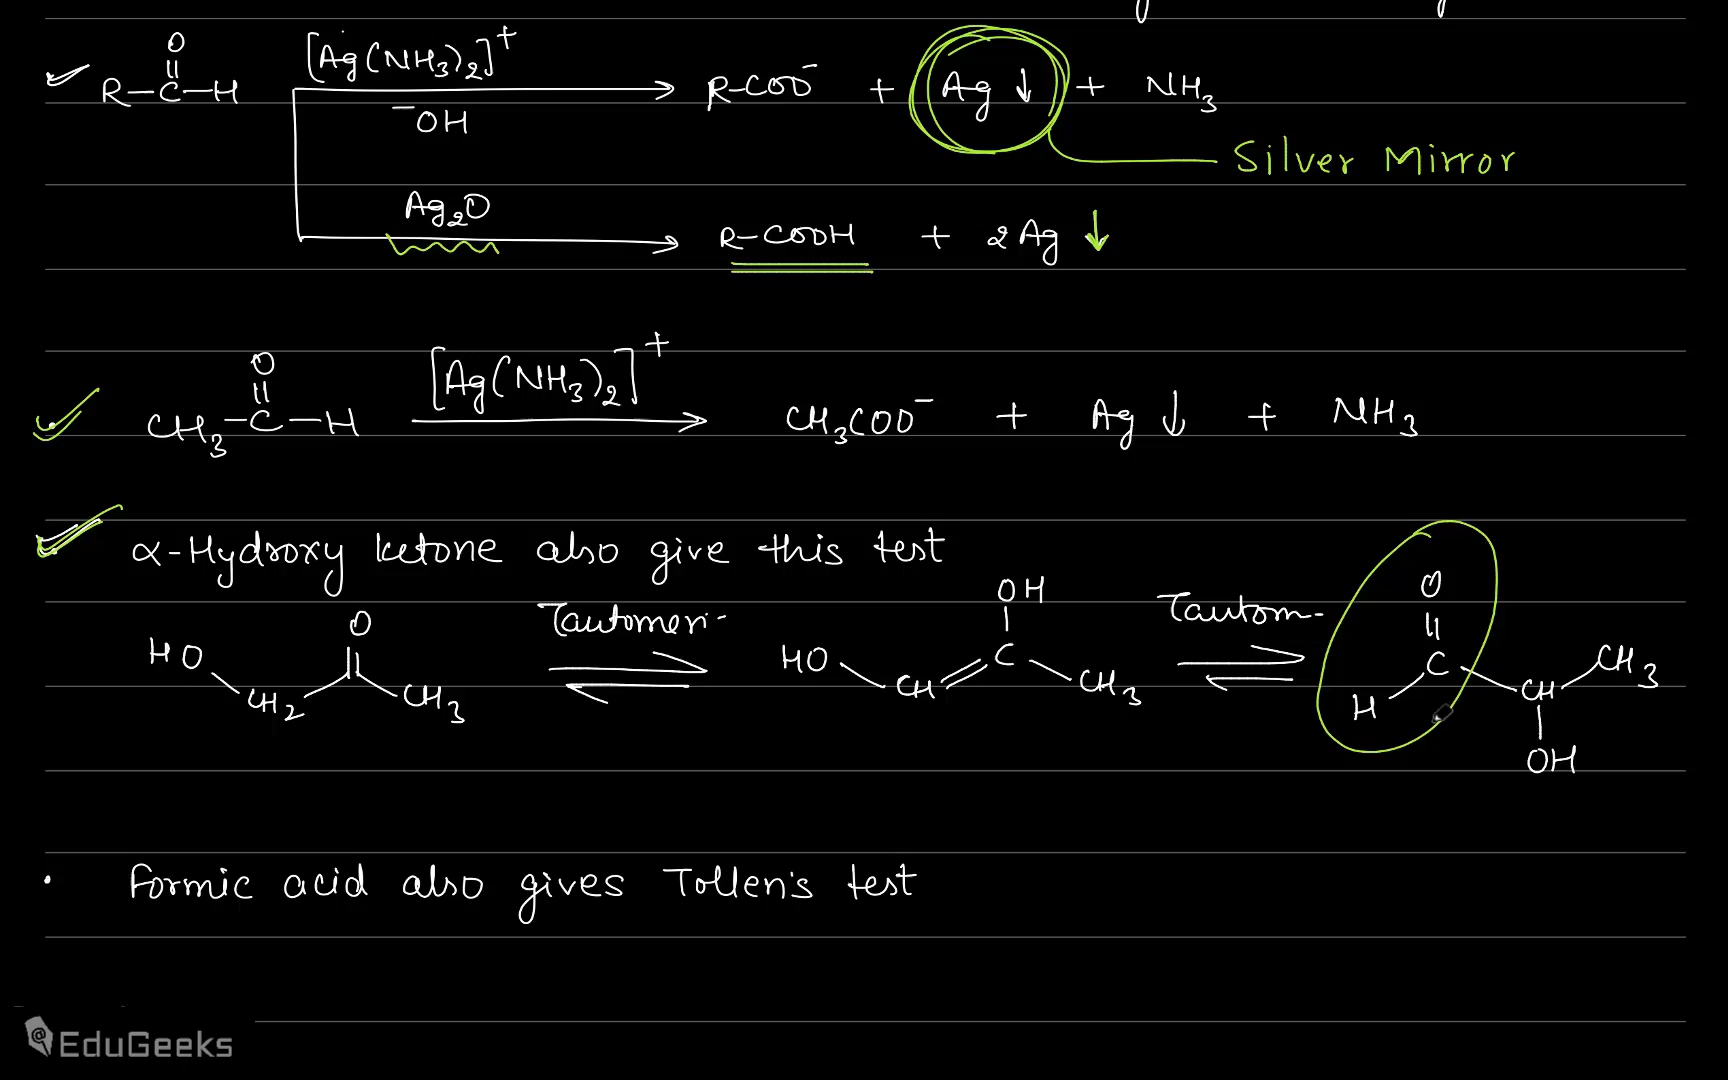 R-C(=O)-H [Ag(NH₃)₂]⁺ ⁻OH → R-COO⁻ + Ag ↓ + NH₃
Silver Mirror
Ag₂O → R-COOH + 2 Ag ↓
CH₃-C(=O)-H [Ag(NH₃)₂]⁺ → CH₃COO⁻ + Ag ↓ + NH₃
α-Hydroxy ketone also give this test
HO CH₂ O CH₃ Tautomeri- ⇌ HO CH = C OH CH₃ Tautom- ⇌ H C = O CH OH CH₃
• Formic acid also gives Tollen's test
EduGeeks